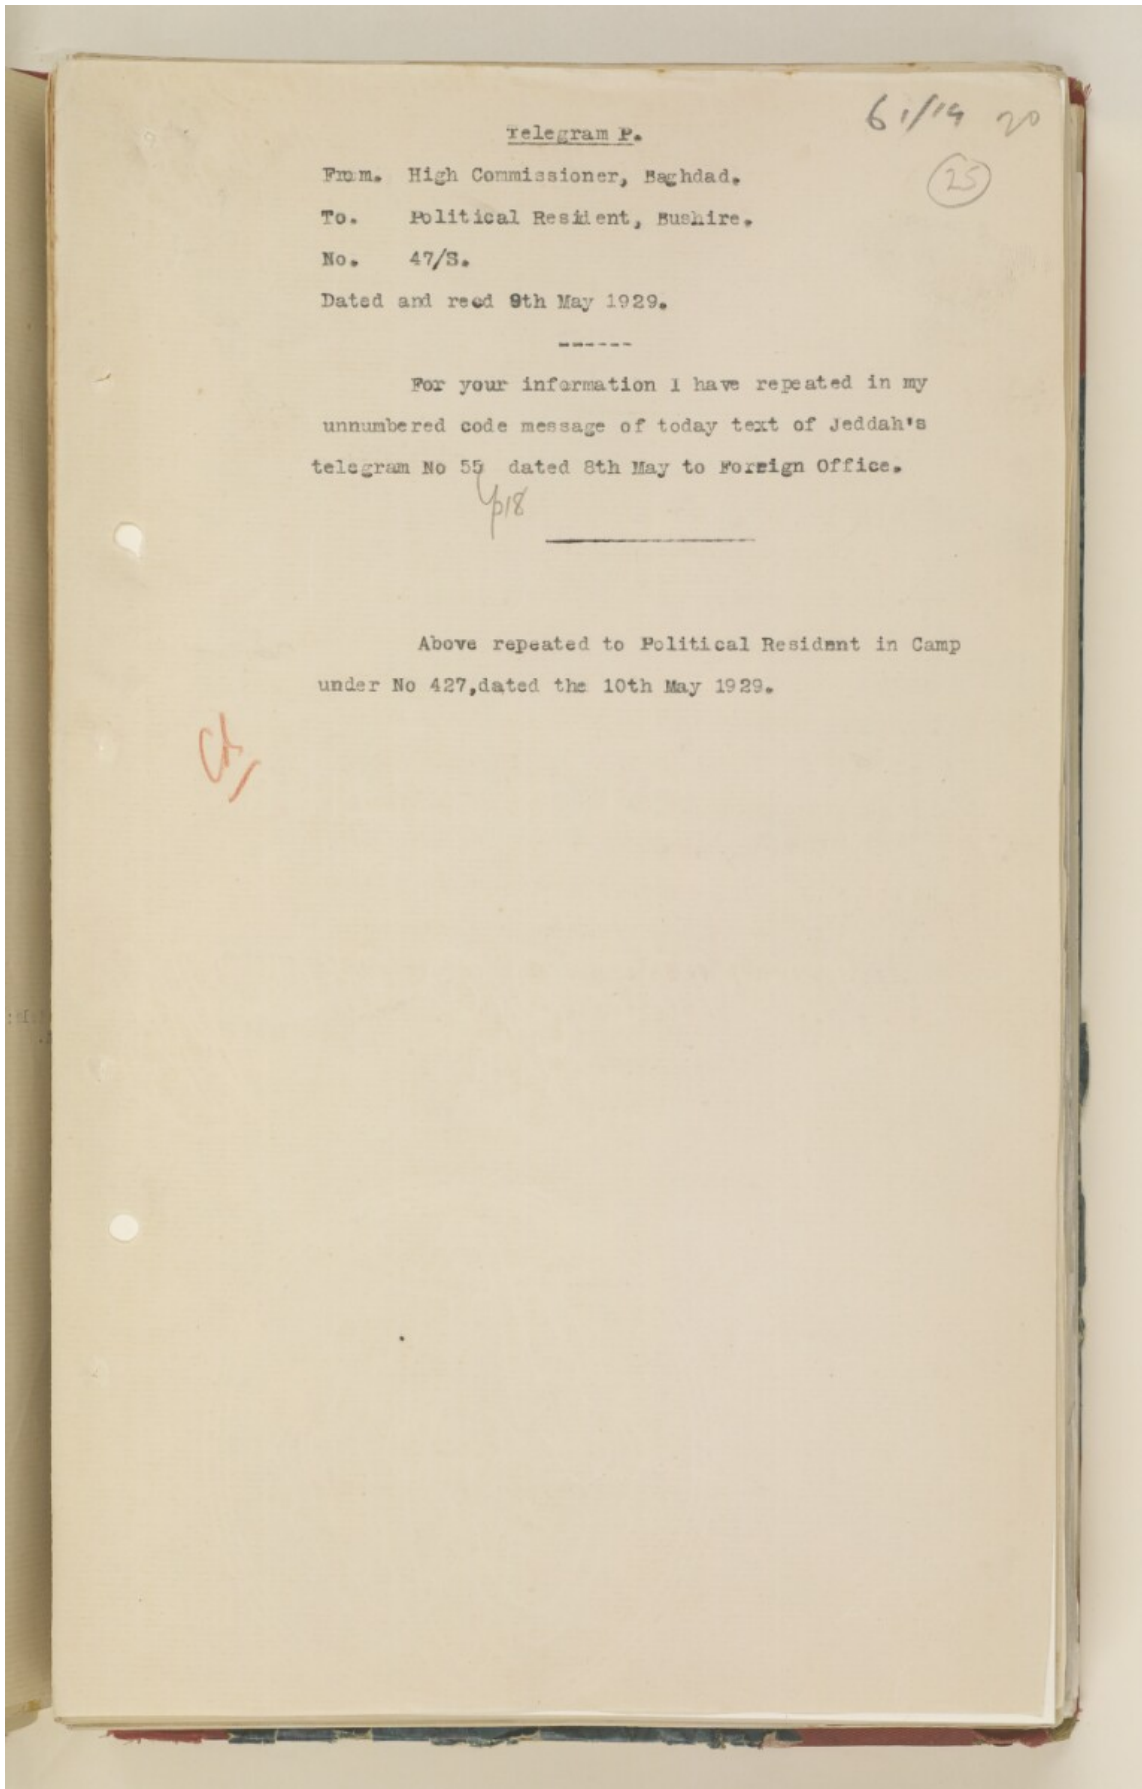 61/14 20
Telegram P.
25
From. High Commissioner, Baghdad.
To. Political Resident, Bushire.
No. 47/S.
Dated and recd 9th May 1929.
------
For your information I have repeated in my
unnumbered code message of today text of Jeddah's
telegram No 55 dated 8th May to Foreign Office.
p18
Above repeated to Political Resident in Camp
under No 427,dated the 10th May 1929.